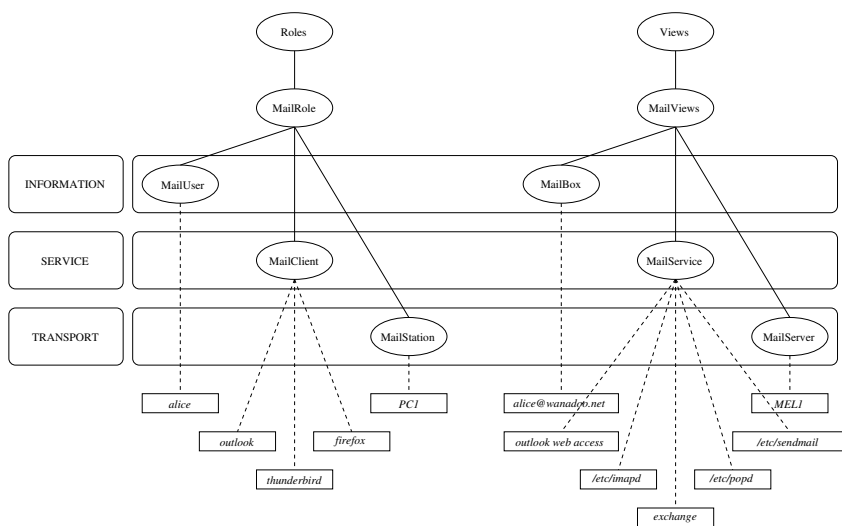 Roles
Views
MailRole
MailViews
INFORMATION
MailUser
MailBox
SERVICE
MailClient
MailService
TRANSPORT
MailStation
MailServer
alice
PC1
alice@wanadoo.net
MEL1
outlook
firefox
outlook web access
/etc/sendmail
thunderbird
/etc/imapd
/etc/popd
exchange